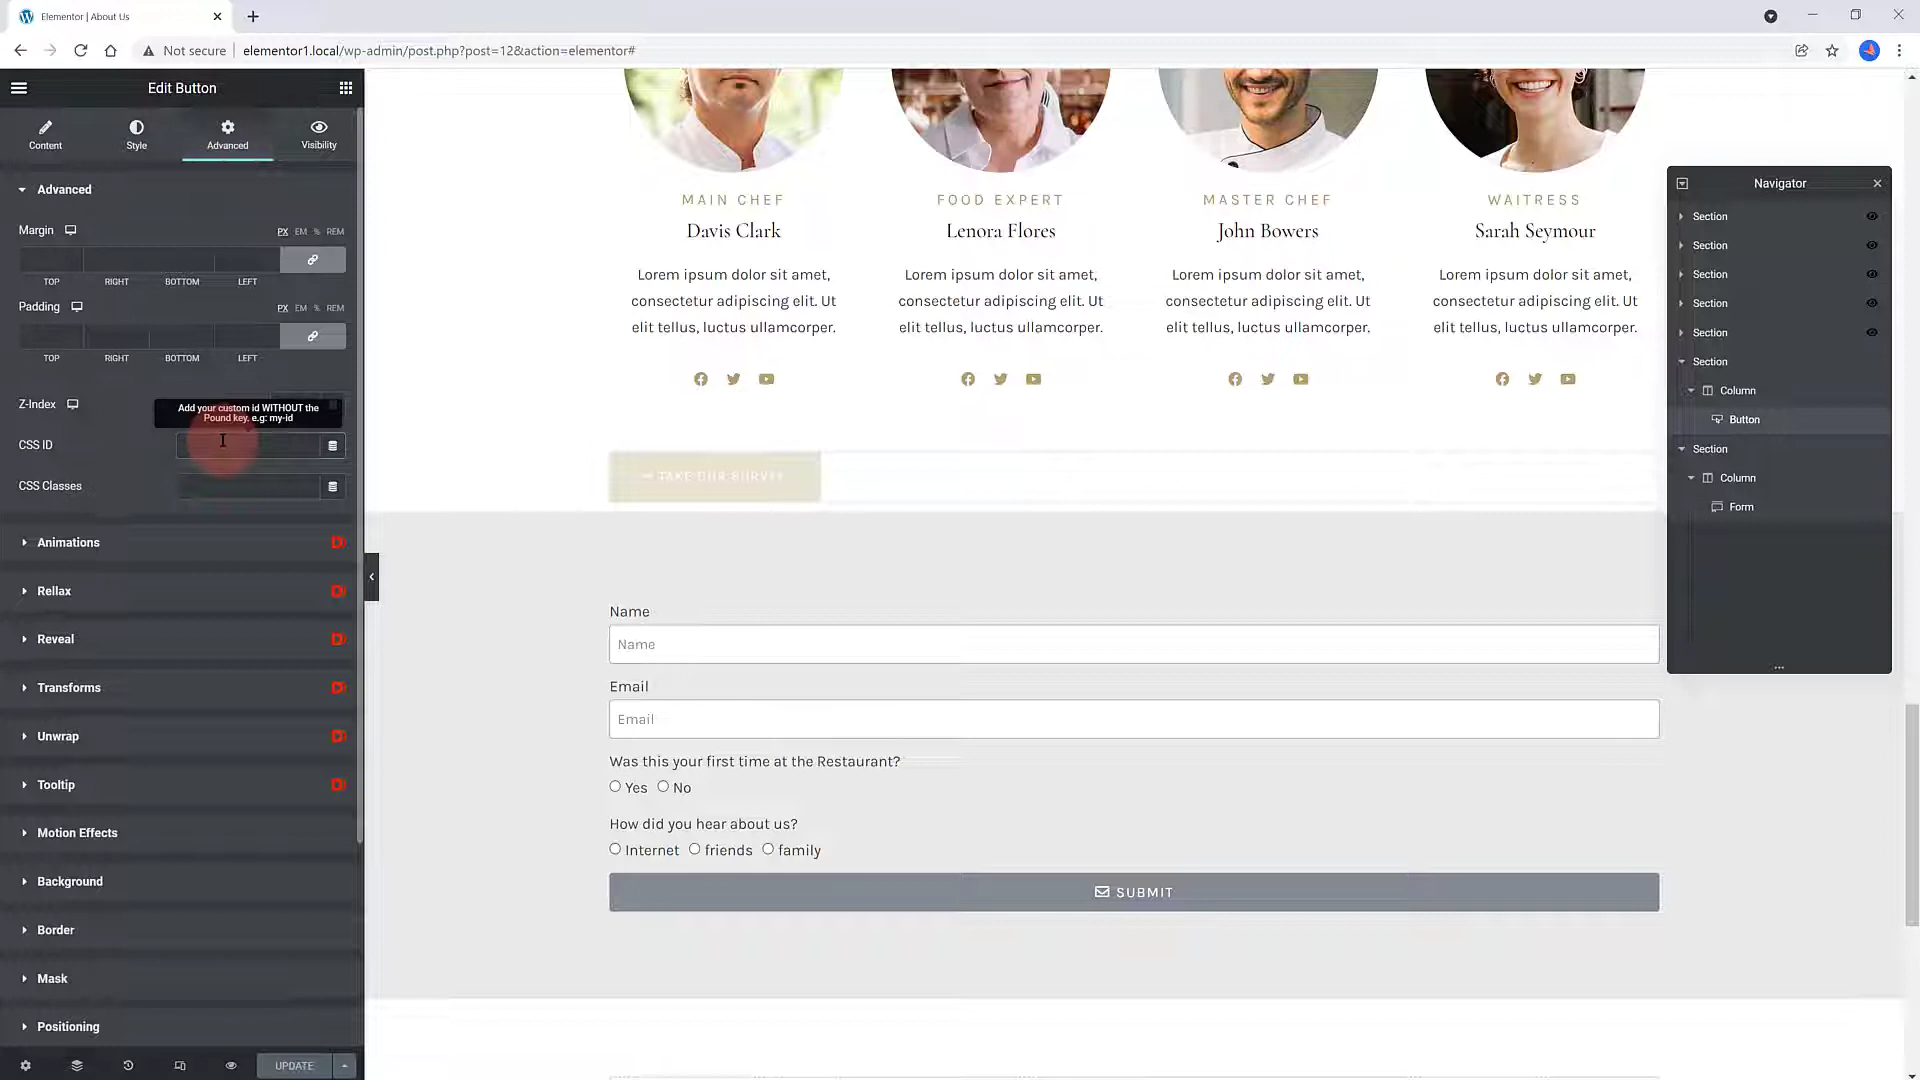 Elementor | About Us
Not secure
elementor1.local/wp-admin/post.php?post=12&action=elementor#
Edit Button
Content
Style
Advanced
Visibility
Advanced
Margin PX EM % REM
TOP RIGHT BOTTOM LEFT
Padding PX EM % REM
TOP RIGHT BOTTOM LEFT
Z-Index
Add your custom id WITHOUT the
Pound key. e.g: my-id
CSS ID
CSS Classes
Animations
Rellax
Reveal
Transforms
Unwrap
Tooltip
Motion Effects
Background
Border
Mask
Positioning
UPDATE
MAIN CHEF
Davis Clark
Lorem ipsum dolor sit amet,
consectetur adipiscing elit. Ut
elit tellus, luctus ullamcorper.
FOOD EXPERT
Lenora Flores
Lorem ipsum dolor sit amet,
consectetur adipiscing elit. Ut
elit tellus, luctus ullamcorper.
MASTER CHEF
John Bowers
Lorem ipsum dolor sit amet,
consectetur adipiscing elit. Ut
elit tellus, luctus ullamcorper.
WAITRESS
Sarah Seymour
Lorem ipsum dolor sit amet,
consectetur adipiscing elit. Ut
elit tellus, luctus ullamcorper.
TAKE OUR SURVEY
Name
Name
Email
Email
Was this your first time at the Restaurant?
Yes No
How did you hear about us?
Internet friends family
SUBMIT
Navigator
Section
Section
Section
Section
Section
Section
Column
Button
Section
Column
Form